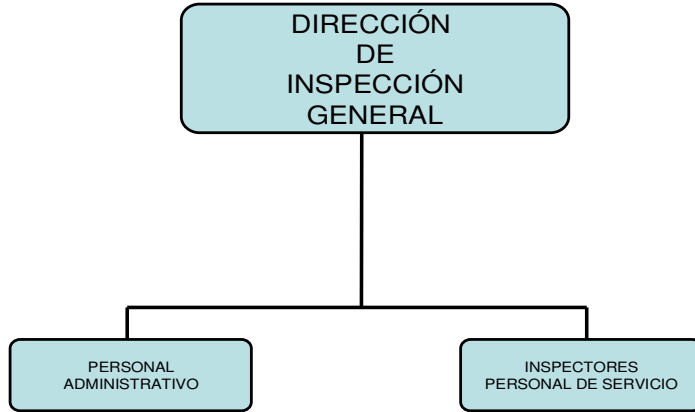 DIRECCIÓN
DE
INSPECCIÓN
GENERAL
PERSONAL
ADMINISTRATIVO
INSPECTORES
PERSONAL DE SERVICIO